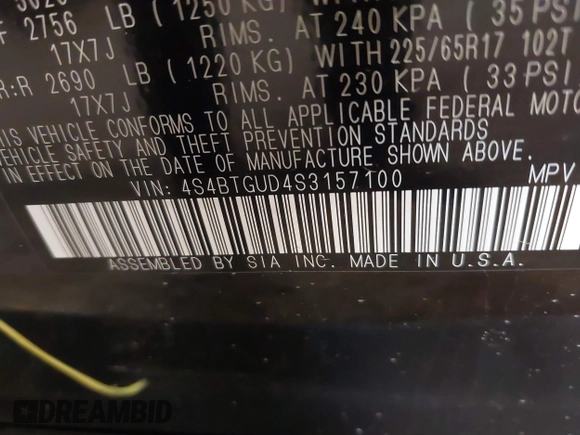 F 2756 LB (1250 KG) WITH
17X7J RIMS. AT 240 KPA (35 PSI
R:R 2690 LB (1220 KG) WITH 225/65R17 102T
17X7J RIMS. AT 230 KPA (33 PSI
IS VEHICLE CONFORMS TO ALL APPLICABLE FEDERAL MOTO
VEHICLE SAFETY AND THEFT PREVENTION STANDARDS
EFFECT ON THE DATE OF MANUFACTURE SHOWN ABOVE.
VIN: 4S4BTGUD4S3157100 MPV
ASSEMBLED BY SIA INC. MADE IN U.S.A.
DREAMBID